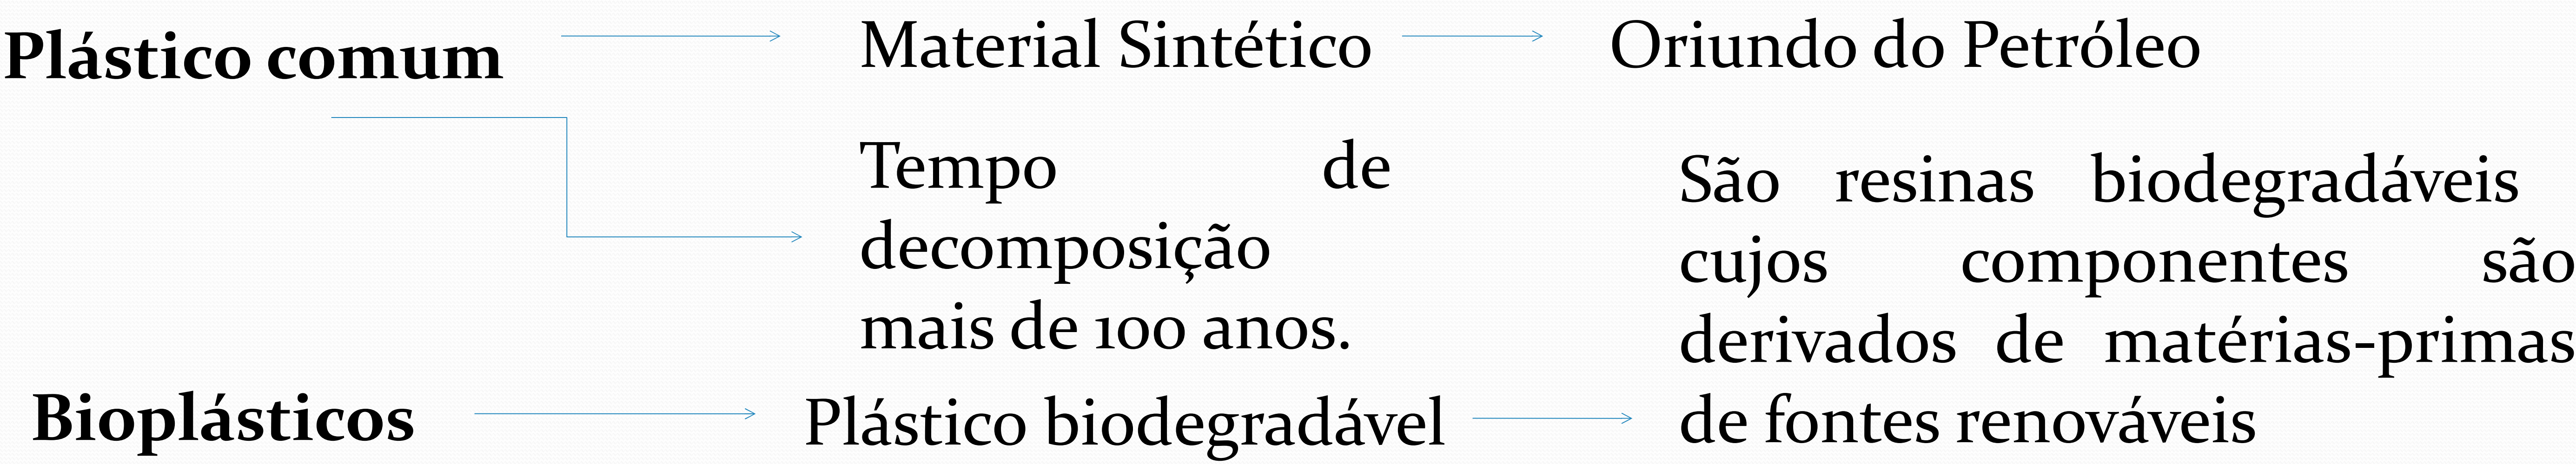 Plástico comum
Material Sintético
Oriundo do Petróleo
Tempo de
decomposição
mais de 100 anos.
Bioplásticos
Plástico biodegradável
São resinas biodegradáveis
cujos componentes são
derivados de matérias-primas
de fontes renováveis